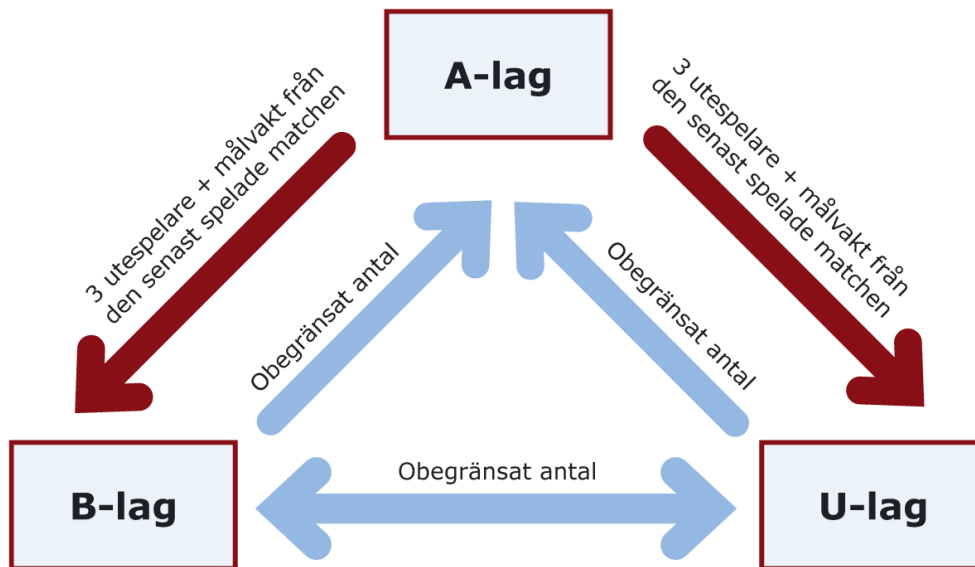 A-lag
3 utespelare + målvakt från
den senast spelade matchen
3 utespelare + målvakt från
den senast spelade matchen
Obegränsat antal
Obegränsat antal
Obegränsat antal
B-lag
U-lag